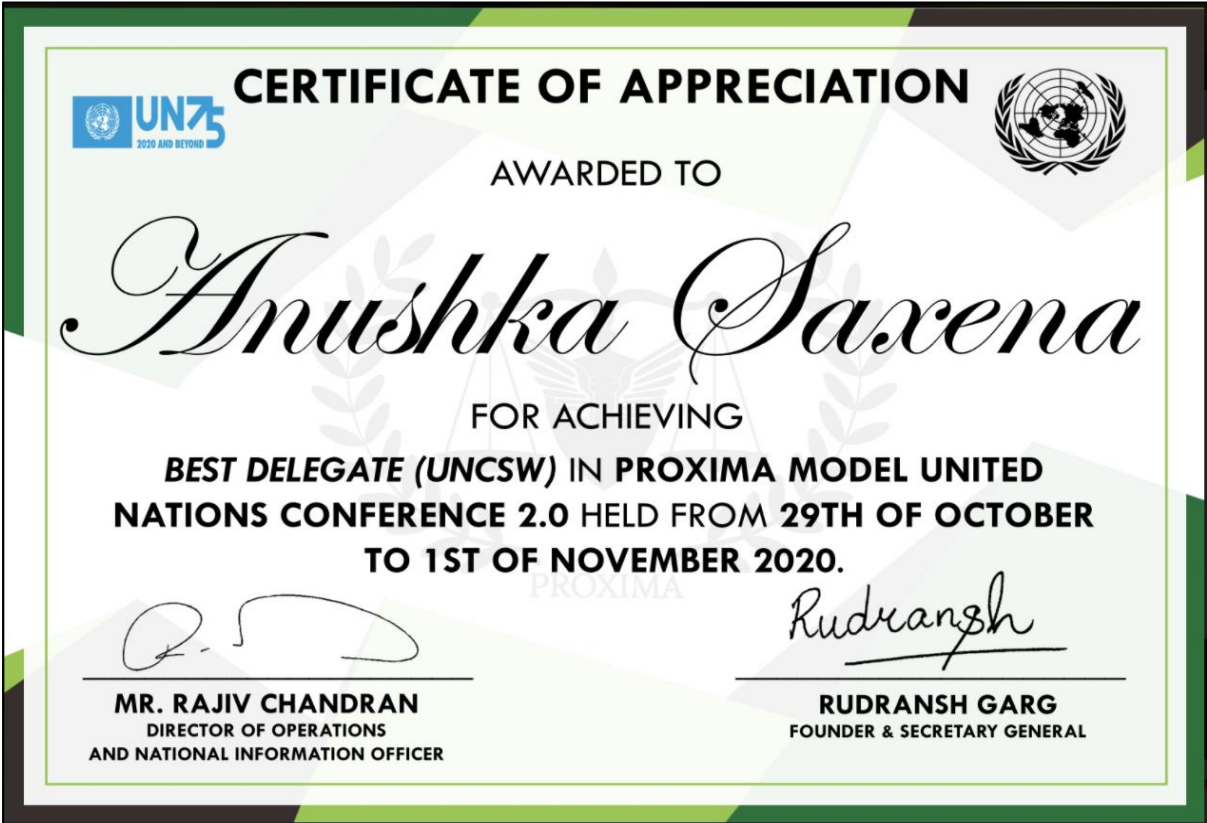 CERTIFICATE OF APPRECIATION
UN75
2020 AND BEYOND
AWARDED TO
Anushka Saxena
FOR ACHIEVING
BEST DELEGATE (UNCSW) IN PROXIMA MODEL UNITED
NATIONS CONFERENCE 2.0 HELD FROM 29TH OF OCTOBER
TO 1ST OF NOVEMBER 2020.
PROXIMA
Rudransh
MR. RAJIV CHANDRAN
DIRECTOR OF OPERATIONS
AND NATIONAL INFORMATION OFFICER
RUDRANSH GARG
FOUNDER & SECRETARY GENERAL